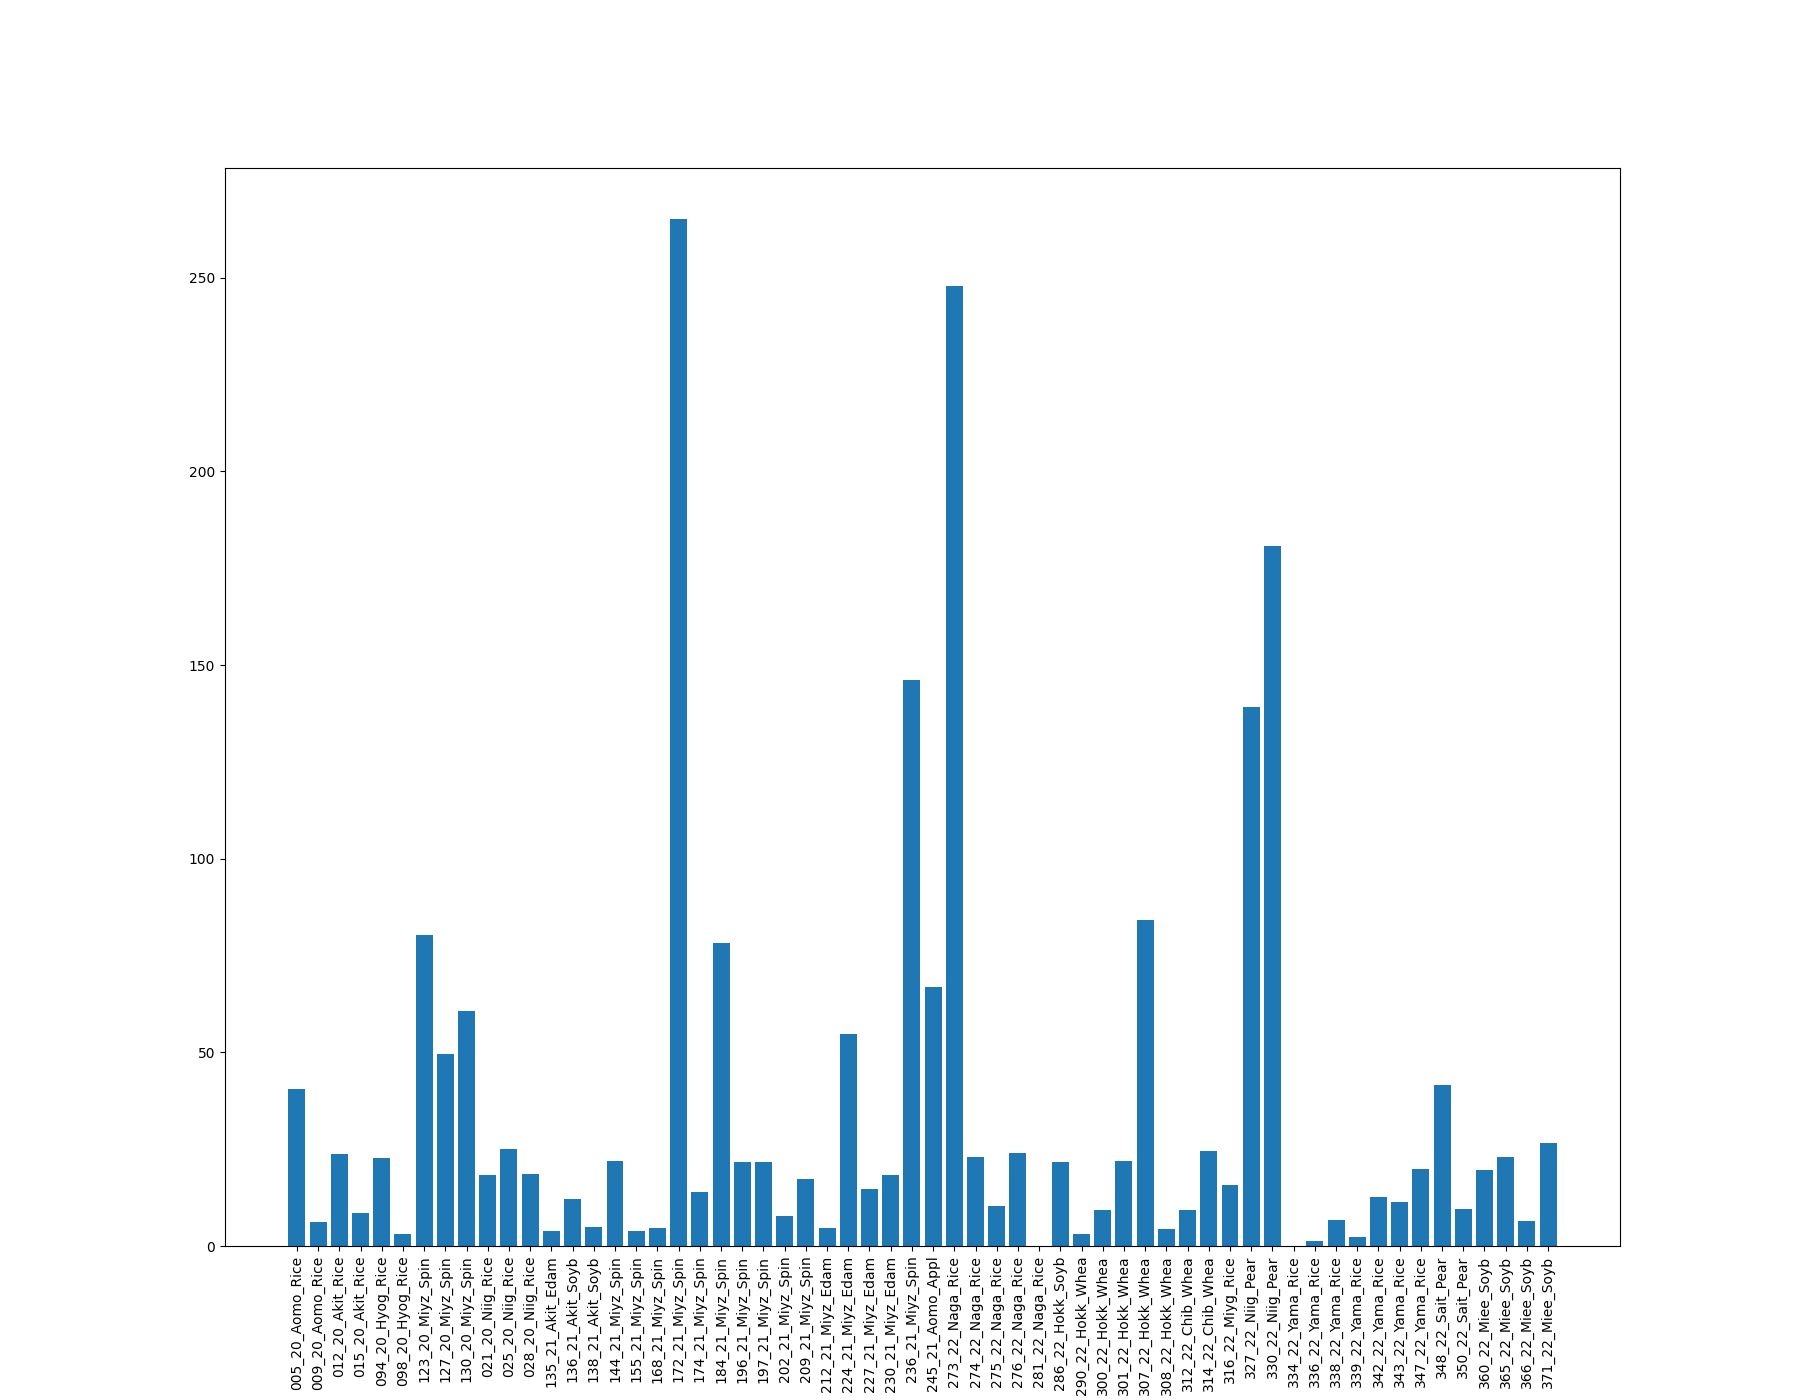 250
200
150
100
50
0
005_20_Aomo_Rice
009_20_Aomo_Rice
012_20_Akit_Rice
015_20_Akit_Rice
094_20_Hyog_Rice
098_20_Hyog_Rice
123_20_Miyz_Spin
127_20_Miyz_Spin
130_20_Miyz_Spin
021_20_Niig_Rice
025_20_Niig_Rice
028_20_Niig_Rice
135_21_Akit_Edam
136_21_Akit_Soyb
138_21_Akit_Soyb
144_21_Miyz_Spin
155_21_Miyz_Spin
168_21_Miyz_Spin
172_21_Miyz_Spin
174_21_Miyz_Spin
184_21_Miyz_Spin
196_21_Miyz_Spin
197_21_Miyz_Spin
202_21_Miyz_Spin
209_21_Miyz_Spin
212_21_Miyz_Edam
224_21_Miyz_Edam
227_21_Miyz_Edam
230_21_Miyz_Edam
236_21_Miyz_Spin
245_21_Aomo_Appl
273_22_Naga_Rice
274_22_Naga_Rice
275_22_Naga_Rice
276_22_Naga_Rice
281_22_Naga_Rice
286_22_Hokk_Soyb
290_22_Hokk_Whea
300_22_Hokk_Whea
301_22_Hokk_Whea
307_22_Hokk_Whea
308_22_Hokk_Whea
312_22_Chib_Whea
314_22_Chib_Whea
316_22_Miyg_Rice
327_22_Niig_Pear
330_22_Niig_Pear
334_22_Yama_Rice
336_22_Yama_Rice
338_22_Yama_Rice
339_22_Yama_Rice
342_22_Yama_Rice
343_22_Yama_Rice
347_22_Yama_Rice
348_22_Sait_Pear
350_22_Sait_Pear
360_22_Miee_Soyb
365_22_Miee_Soyb
366_22_Miee_Soyb
371_22_Miee_Soyb